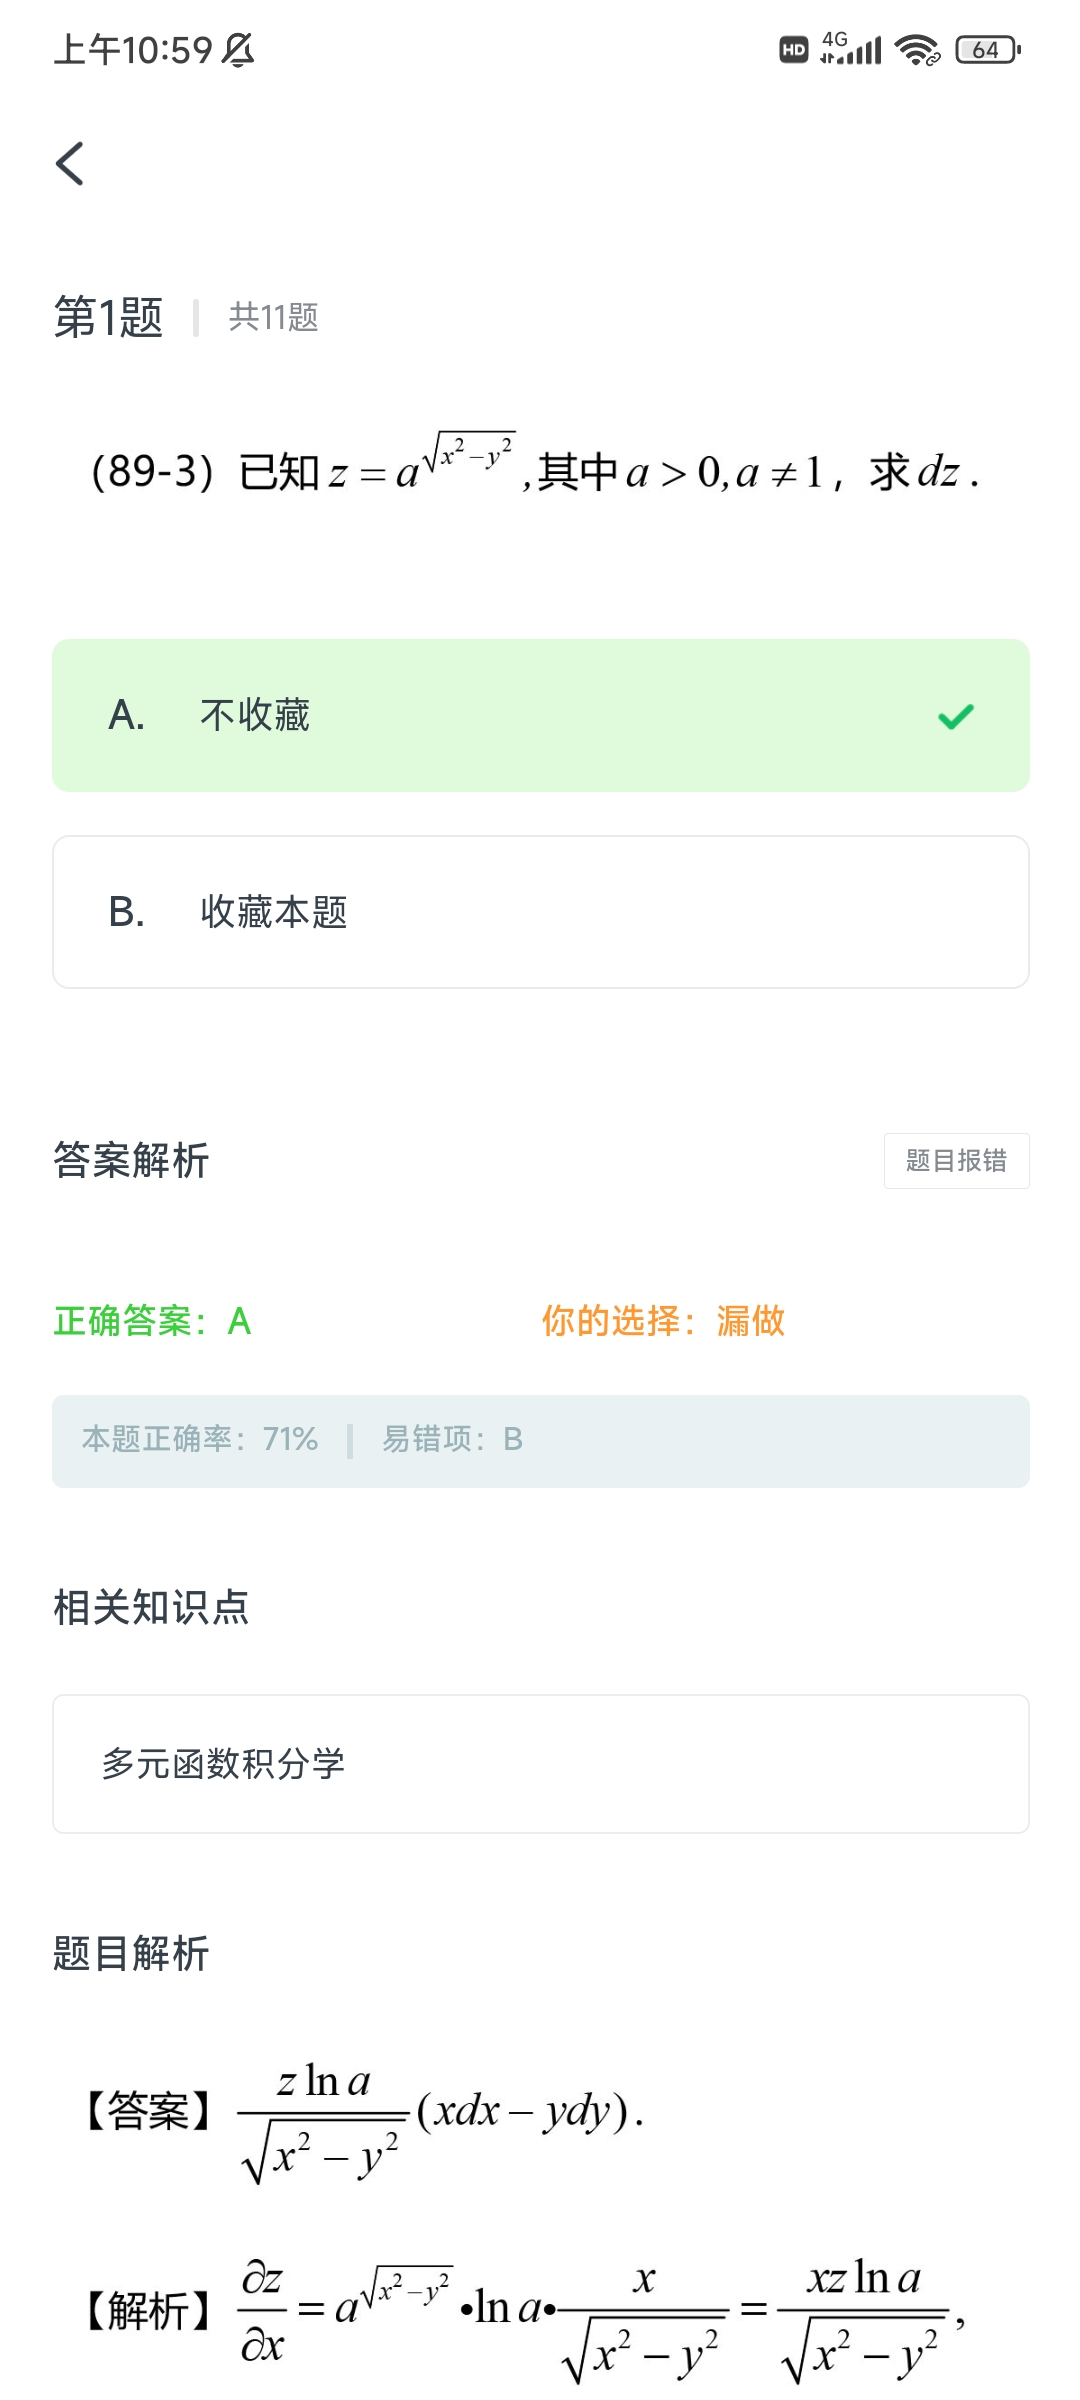 上午10:59 HD 4G 64
第1题 共11题
(89-3) 已知 z = a^{\sqrt{x^2-y^2}}, 其中 a > 0, a ≠ 1, 求 dz .
A. 不收藏
B. 收藏本题
答案解析 题目报错
正确答案：A 你的选择：漏做
本题正确率：71% 易错项：B
相关知识点
多元函数积分学
题目解析
【答案】 \frac{z \ln a}{\sqrt{x^2-y^2}}(xdx - ydy).
【解析】 \frac{∂z}{∂x} = a^{\sqrt{x^2-y^2}} • \ln a • \frac{x}{\sqrt{x^2-y^2}} = \frac{xz \ln a}{\sqrt{x^2-y^2}},